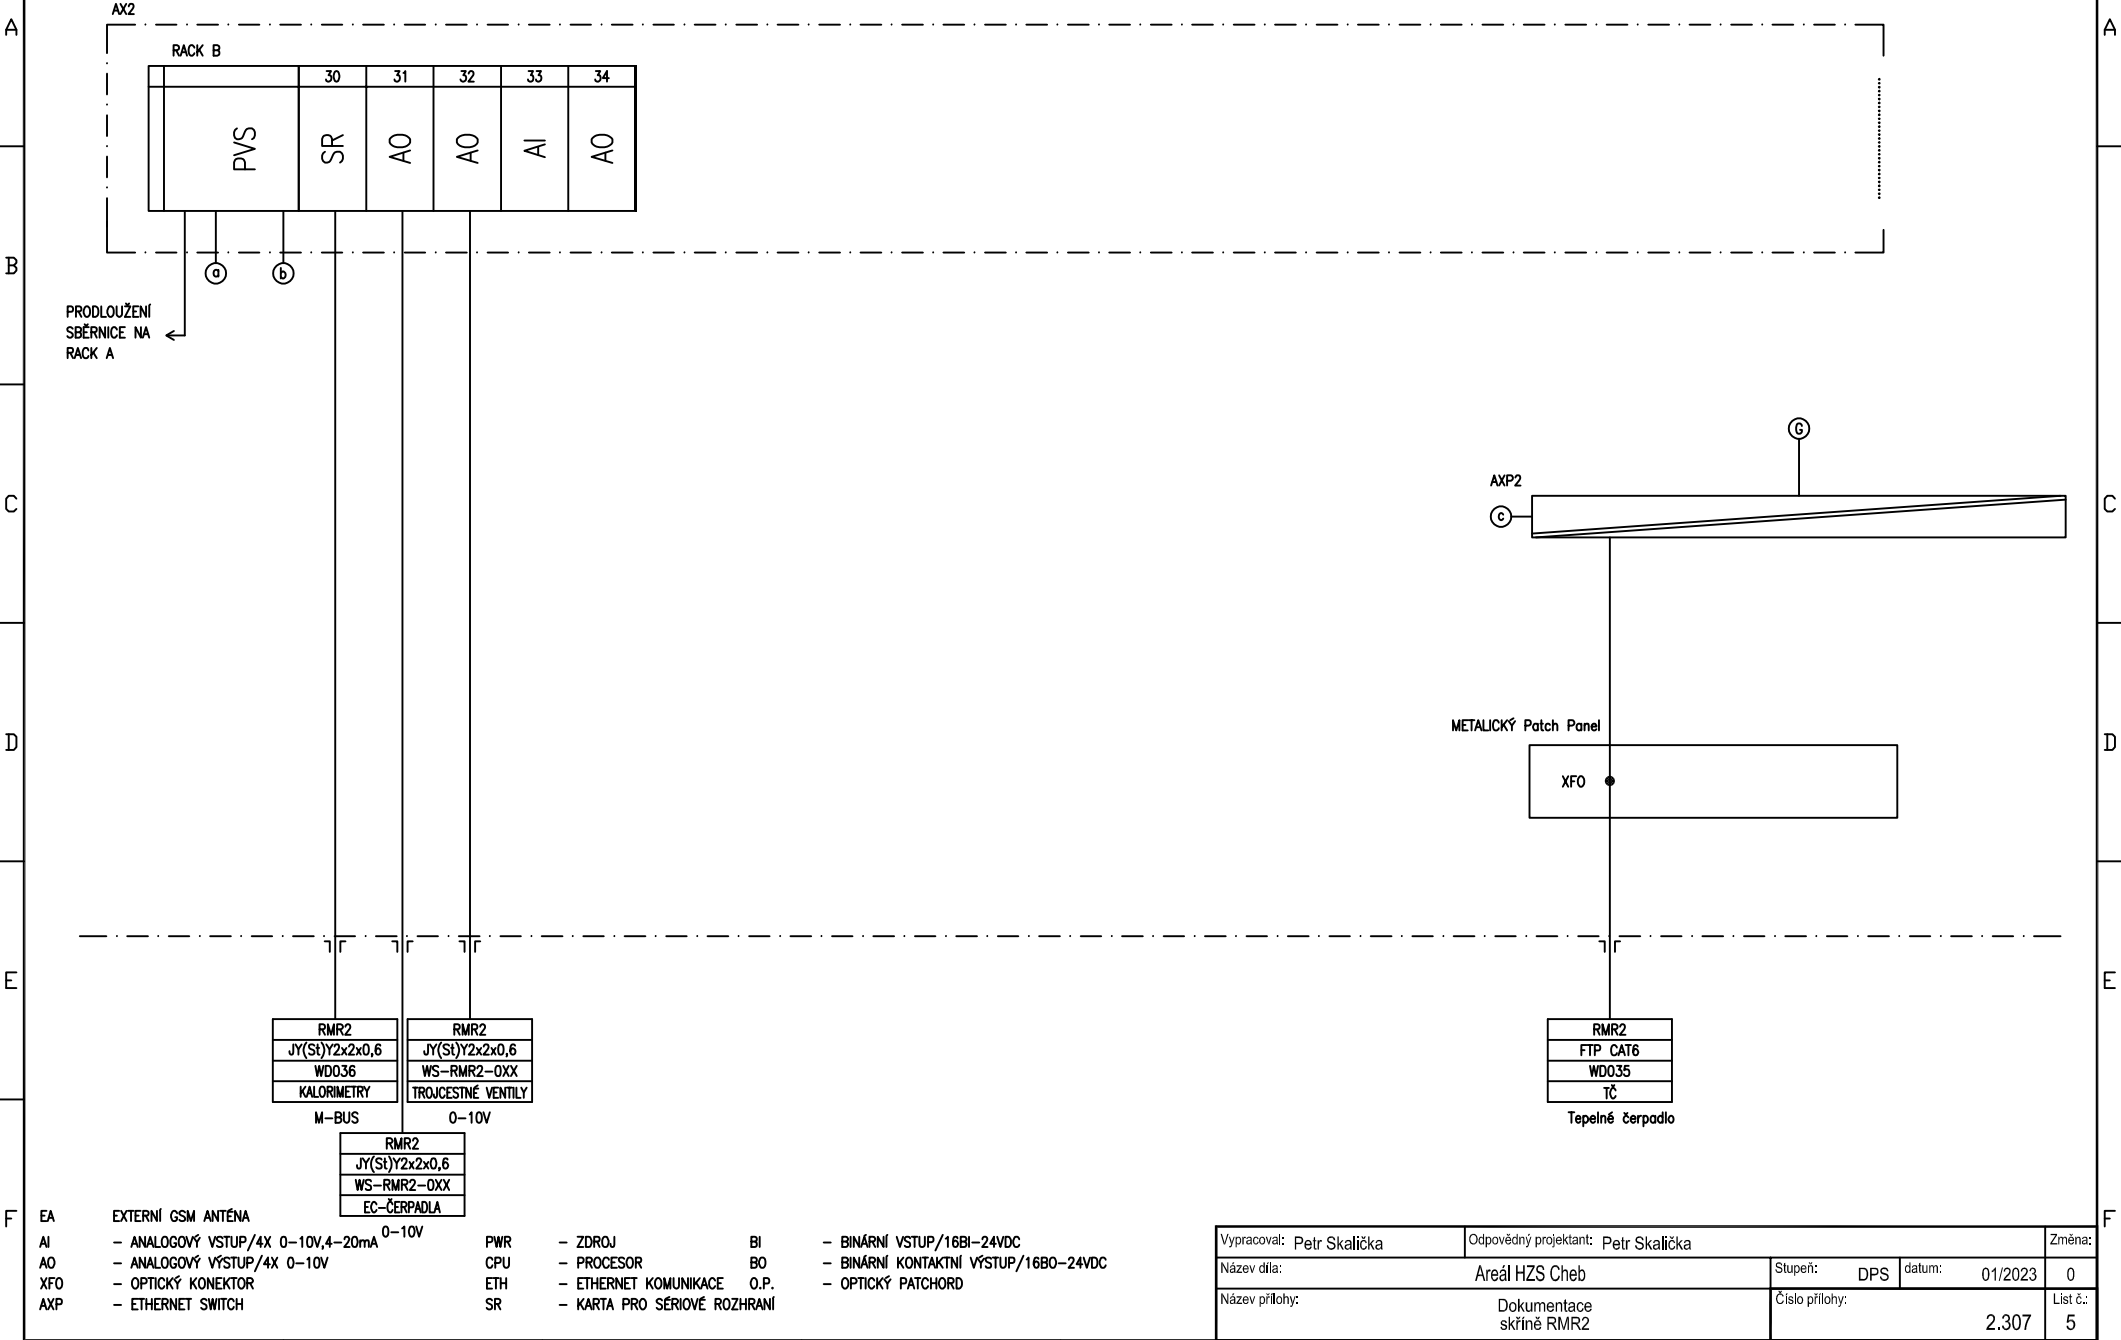 A
A
AX2
RACK B
30 31 32 33 34
PVS
SR
AO
AO
AI
AO
B
B
a
b
PRODLOUŽENÍ
SBĚRNICE NA
RACK A
G
AXP2
C
C
c
METALICKÝ Patch Panel
D
D
XFO
E
E
RMR2
JY(St)Y2x2x0,6
WD036
KALORIMETRY
M-BUS
RMR2
JY(St)Y2x2x0,6
WS-RMR2-0XX
TROJCESTNÉ VENTILY
0-10V
RMR2
FTP CAT6
WD035
TČ
Tepelné čerpadlo
RMR2
JY(St)Y2x2x0,6
WS-RMR2-0XX
EC-ČERPADLA
0-10V
F
F
EA EXTERNÍ GSM ANTÉNA
AI - ANALOGOVÝ VSTUP/4X 0-10V,4-20mA
AO - ANALOGOVÝ VÝSTUP/4X 0-10V
XFO - OPTICKÝ KONEKTOR
AXP - ETHERNET SWITCH
PWR - ZDROJ
CPU - PROCESOR
ETH - ETHERNET KOMUNIKACE
SR - KARTA PRO SÉRIOVÉ ROZHRANÍ
BI - BINÁRNÍ VSTUP/16BI-24VDC
BO - BINÁRNÍ KONTAKTNÍ VÝSTUP/16BO-24VDC
O.P. - OPTICKÝ PATCHORD
Vypracoval: Petr Skalička
Odpovědný projektant: Petr Skalička
Změna:
Název díla: Areál HZS Cheb
Stupeň: DPS
datum: 01/2023
0
Název přílohy: Dokumentace
skříně RMR2
Číslo přílohy: 2.307
List č.: 5